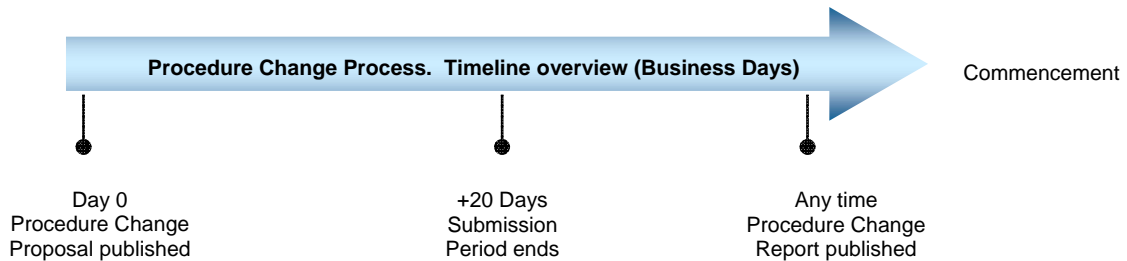 Procedure Change Process. Timeline overview (Business Days)
Commencement
Day 0
Procedure Change
Proposal published
+20 Days
Submission
Period ends
Any time
Procedure Change
Report published